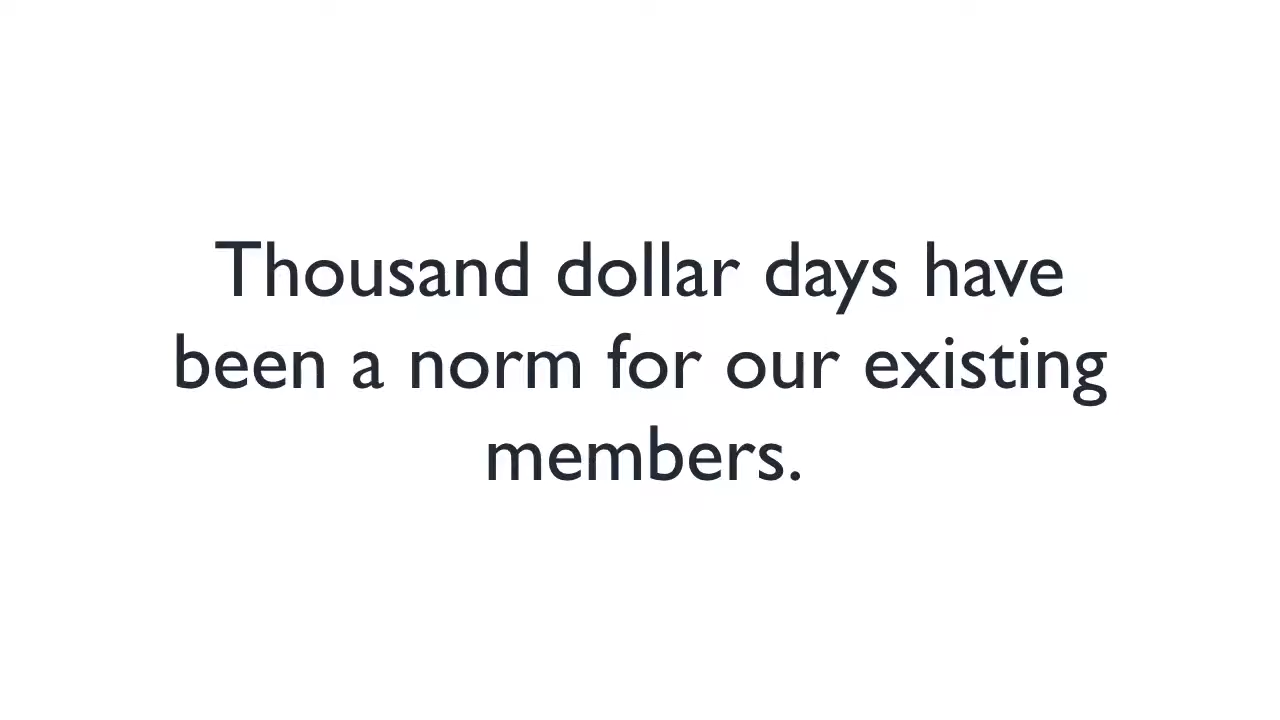 Thousand dollar days have
been a norm for our existing
members.